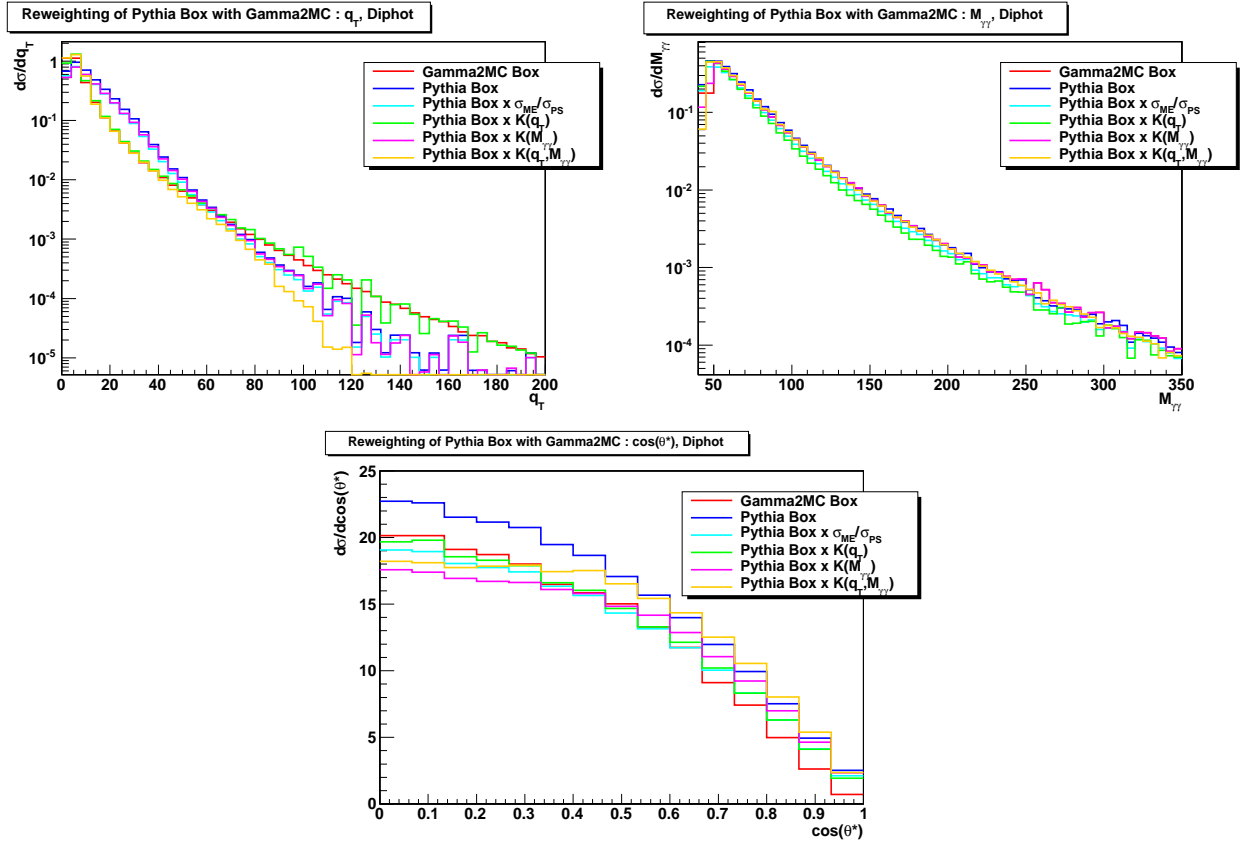 Reweighting of Pythia Box with Gamma2MC : q_T, Diphot
dσ/dq_T
1
10^-1
10^-2
10^-3
10^-4
10^-5
Gamma2MC Box
Pythia Box
Pythia Box x σ_ME/σ_PS
Pythia Box x K(q_T)
Pythia Box x K(M_γγ)
Pythia Box x K(q_T,M_γγ)
0 20 40 60 80 100 120 140 160 180 200
q_T
Reweighting of Pythia Box with Gamma2MC : M_γγ, Diphot
dσ/dM_γγ
10^-1
10^-2
10^-3
10^-4
Gamma2MC Box
Pythia Box
Pythia Box x σ_ME/σ_PS
Pythia Box x K(q_T)
Pythia Box x K(M_γγ)
Pythia Box x K(q_T,M_γγ)
50 100 150 200 250 300 350
M_γγ
Reweighting of Pythia Box with Gamma2MC : cos(θ*), Diphot
dσ/dcos(θ*)
25
20
15
10
5
0
Gamma2MC Box
Pythia Box
Pythia Box x σ_ME/σ_PS
Pythia Box x K(q_T)
Pythia Box x K(M_γγ)
Pythia Box x K(q_T,M_γγ)
0 0.1 0.2 0.3 0.4 0.5 0.6 0.7 0.8 0.9 1
cos(θ*)